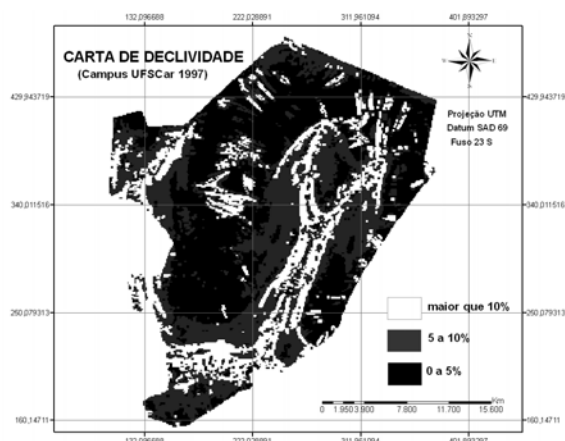 132,096688 222,028891 311,961094 401,893297
CARTA DE DECLIVIDADE
(Campus UFSCar 1997)
429,943719 429,943719
Projeção UTM
Datum SAD 69
Fuso 23 S
340,011516 340,011516
260,079313 260,079313
maior que 10%
5 a 10%
0 a 5%
Km
0 1.950 3.900 7.800 11.700 15.600
160,14711 160,14711
132,096688 222,028891 311,961094 401,893297